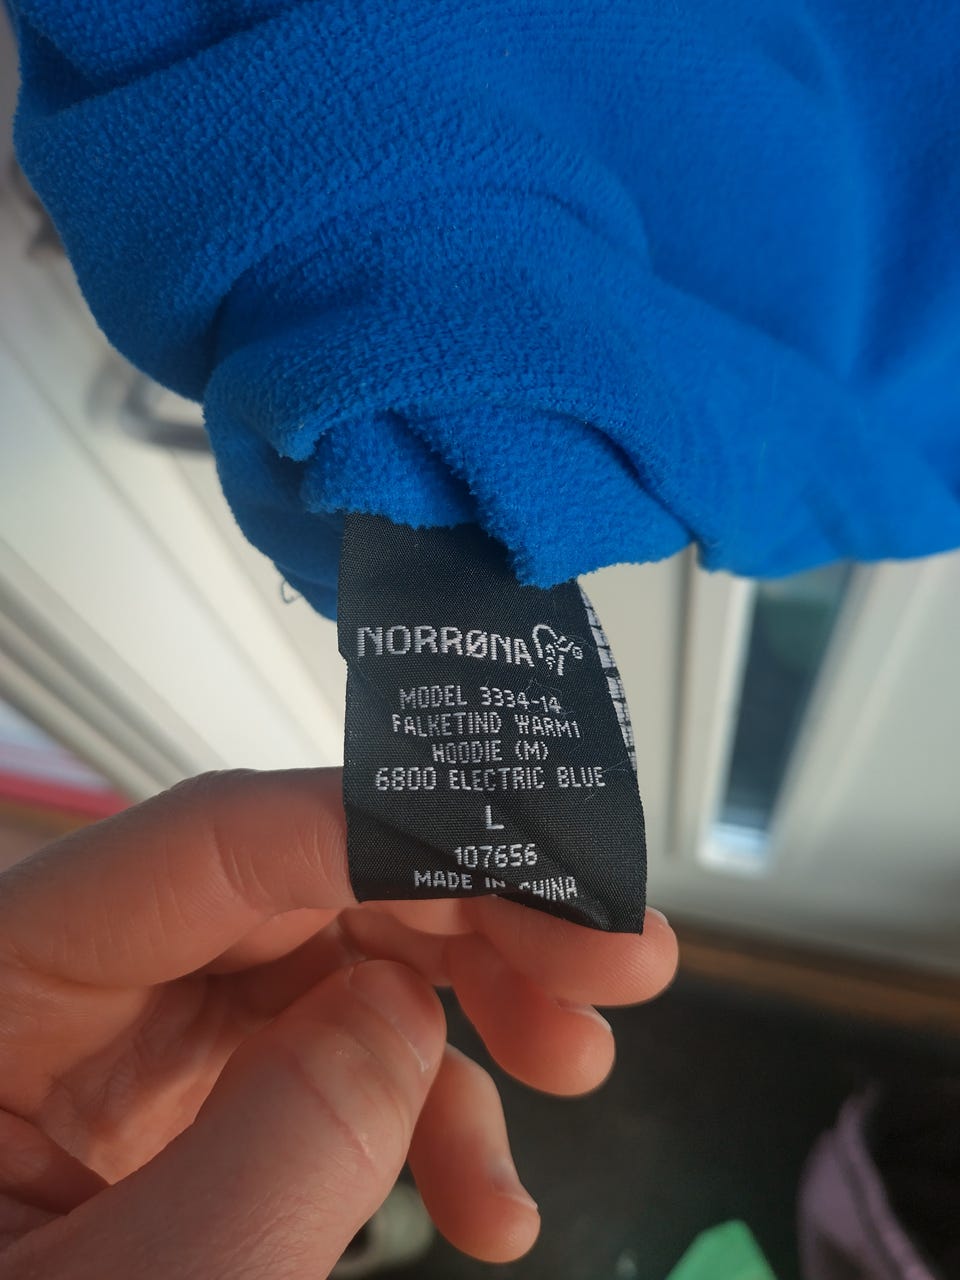 NORRØNA
MODEL 3334-14
FALKETIND WARM1
HOODIE (M)
6800 ELECTRIC BLUE
L
107656
MADE IN CHINA